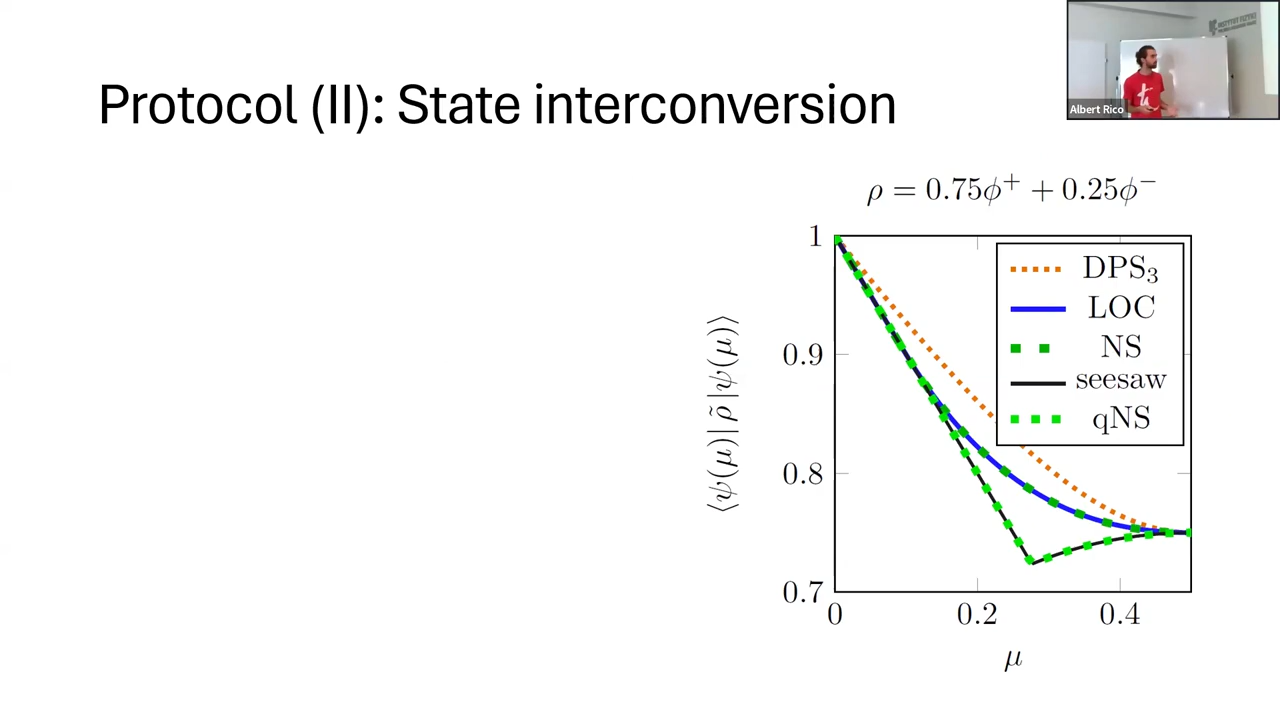 Protocol (II): State interconversion
Albert Rico
ρ = 0.75ϕ⁺ + 0.25ϕ⁻
⟨ψ(μ)| ρ̃ |ψ(μ)⟩
1
0.9
0.8
0.7
0
0.2
0.4
μ
DPS₃
LOC
NS
seesaw
qNS